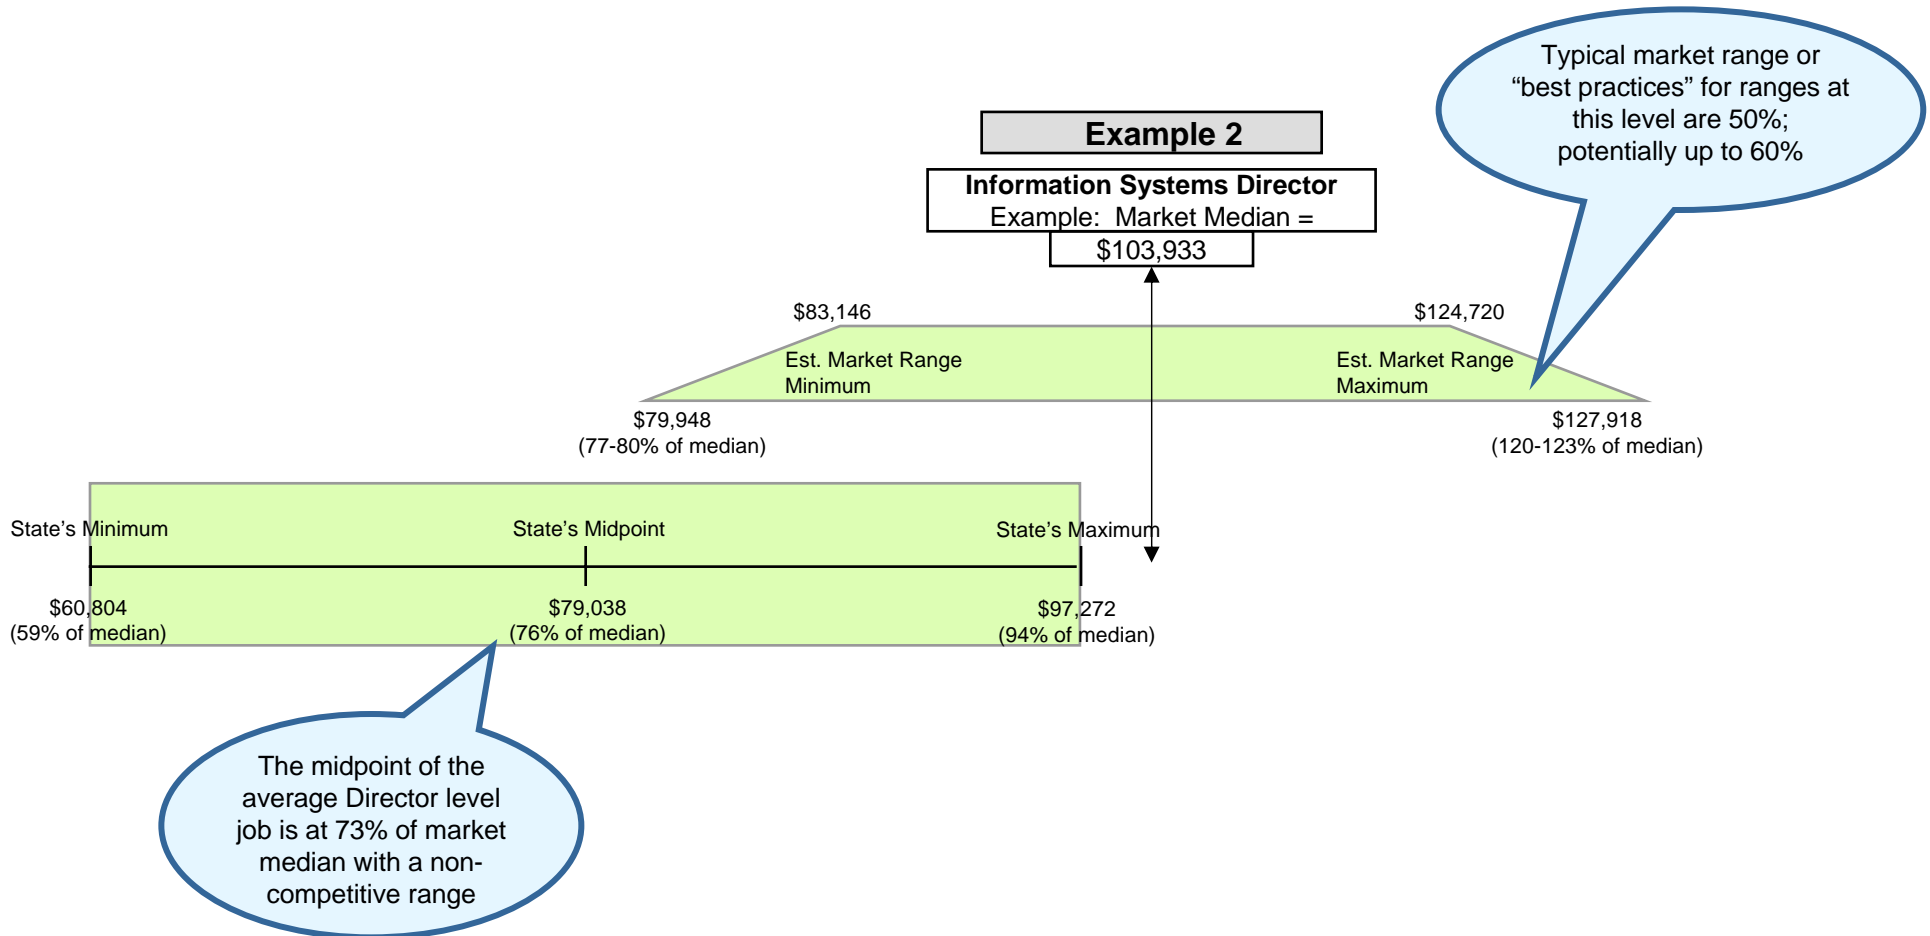 Typical market range or
“best practices” for ranges at
this level are 50%;
potentially up to 60%
Example 2
Information Systems Director
Example:  Market Median =
$103,933
$83,146
$124,720
Est. Market Range
Minimum
Est. Market Range
Maximum
$79,948
(77-80% of median)
$127,918
(120-123% of median)
State’s Minimum
State’s Midpoint
State’s Maximum
$60,804
(59% of median)
$79,038
(76% of median)
$97,272
(94% of median)
The midpoint of the
average Director level
job is at 73% of market
median with a non-
competitive range